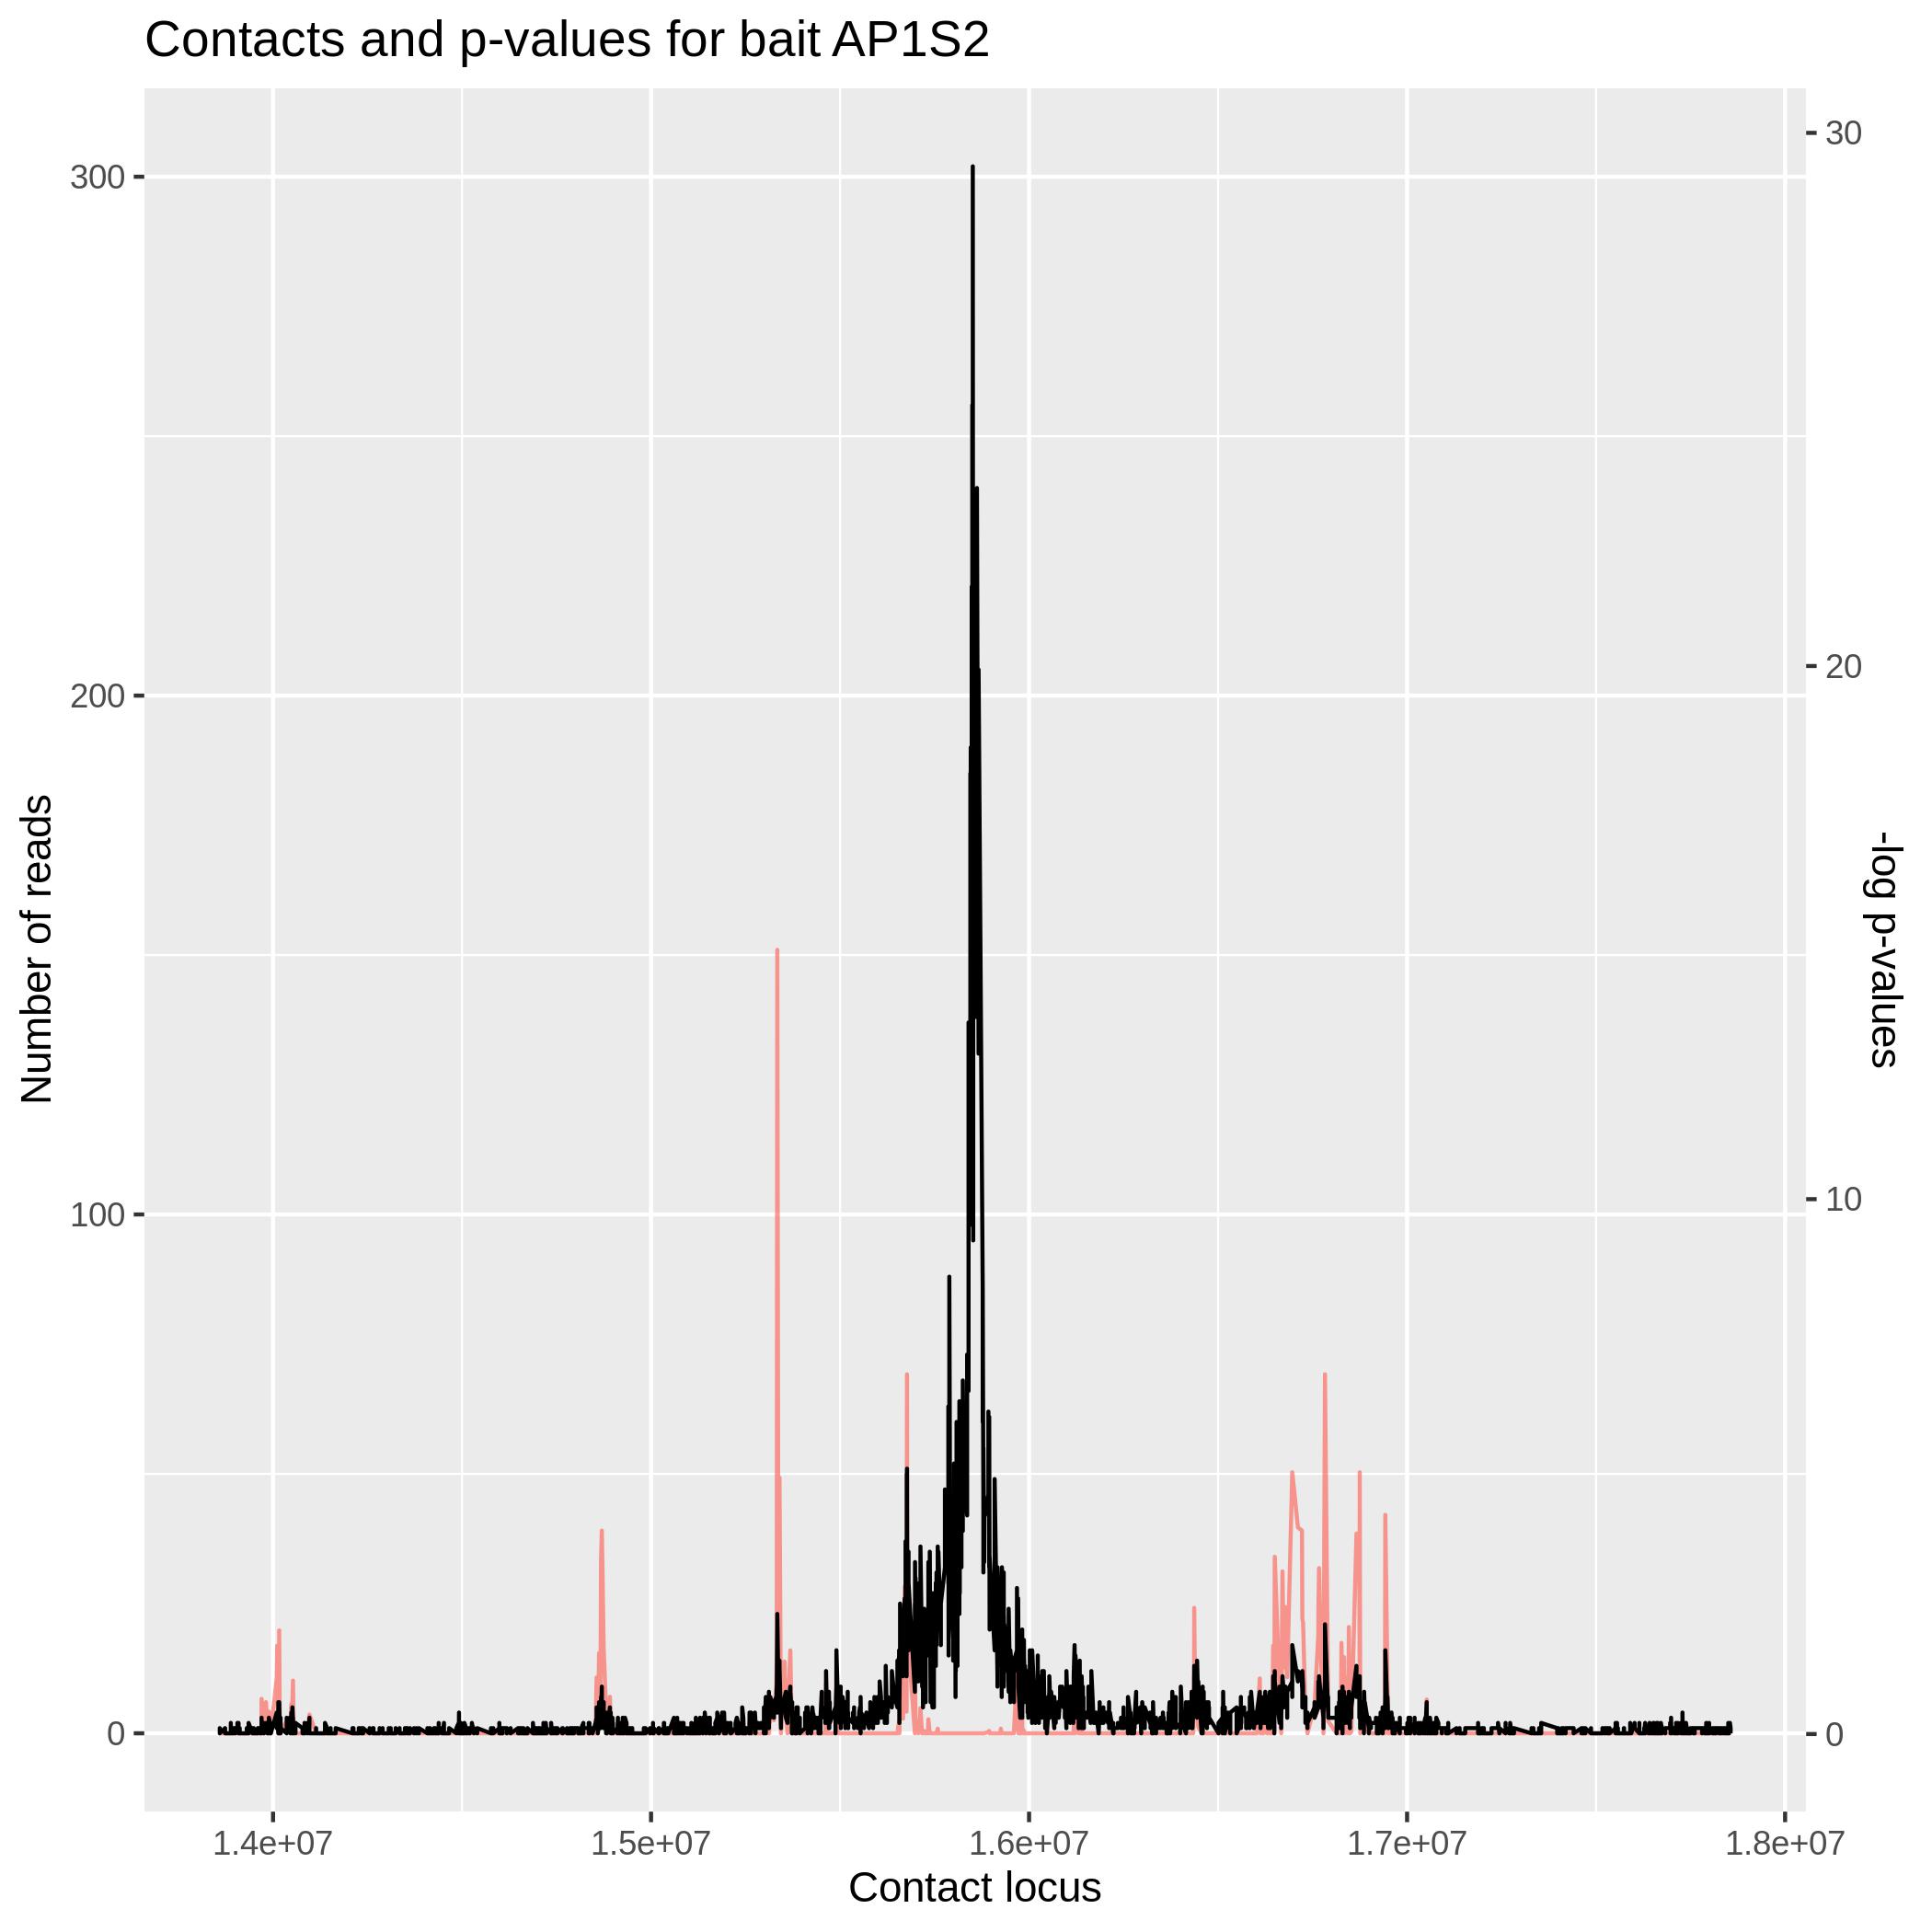 Contacts and p-values for bait AP1S2
300
200
100
0
30
20
10
0
Number of reads
-log p-values
1.4e+07 1.5e+07 1.6e+07 1.7e+07 1.8e+07
Contact locus